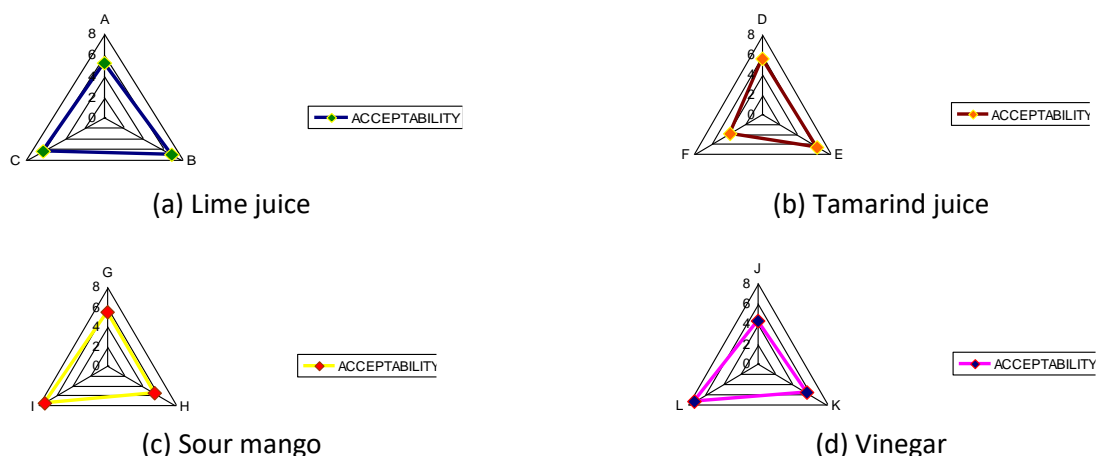 A
8
6
4
2
0
C
B
ACCEPTABILITY
(a) Lime juice
D
8
6
4
2
0
F
E
ACCEPTABILITY
(b) Tamarind juice
G
8
6
4
2
0
I
H
ACCEPTABILITY
(c) Sour mango
J
8
6
4
2
0
L
K
ACCEPTABILITY
(d) Vinegar